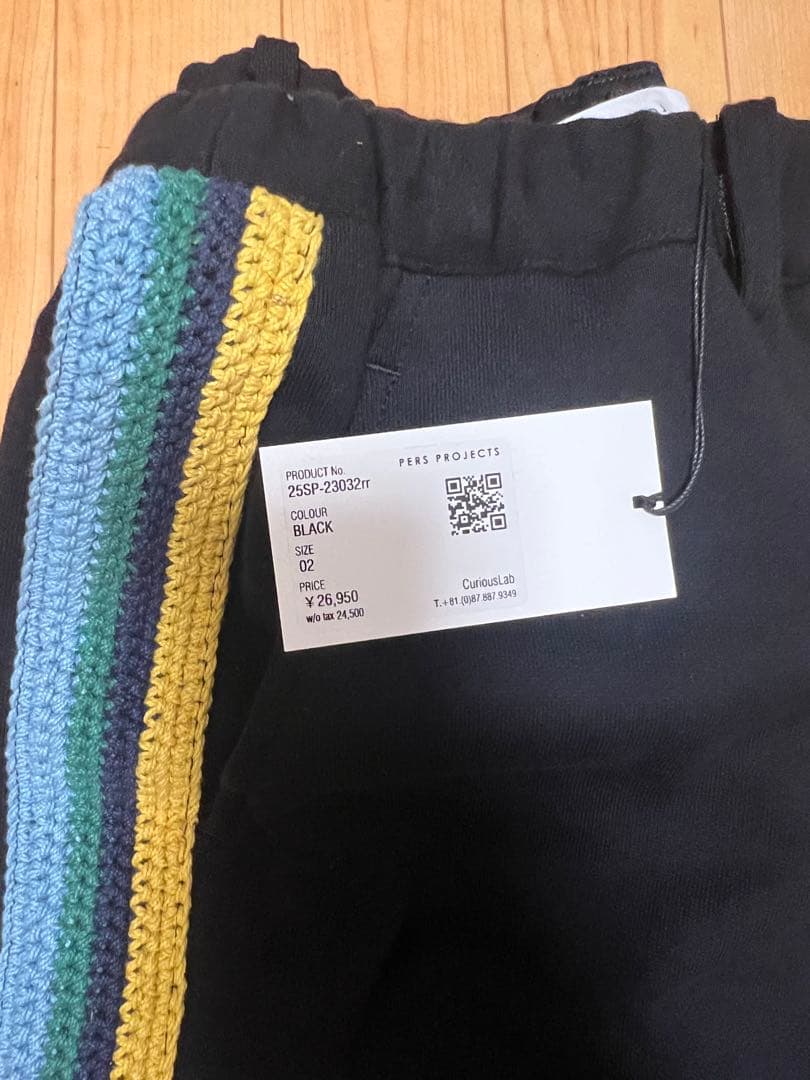 PERS PROJECTS
PRODUCT No.
25SP-23032rr
COLOUR
BLACK
SIZE
02
PRICE
¥ 26,950
w/o tax 24,500
CuriousLab
T.+81.(0)87.887.9349